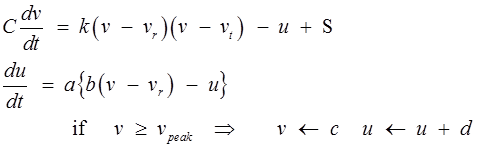 C dv/dt = k(v − v_r)(v − v_t) − u + S
du/dt = a{b(v − v_r) − u}
if v ≥ v_peak ⇒ v ← c u ← u + d